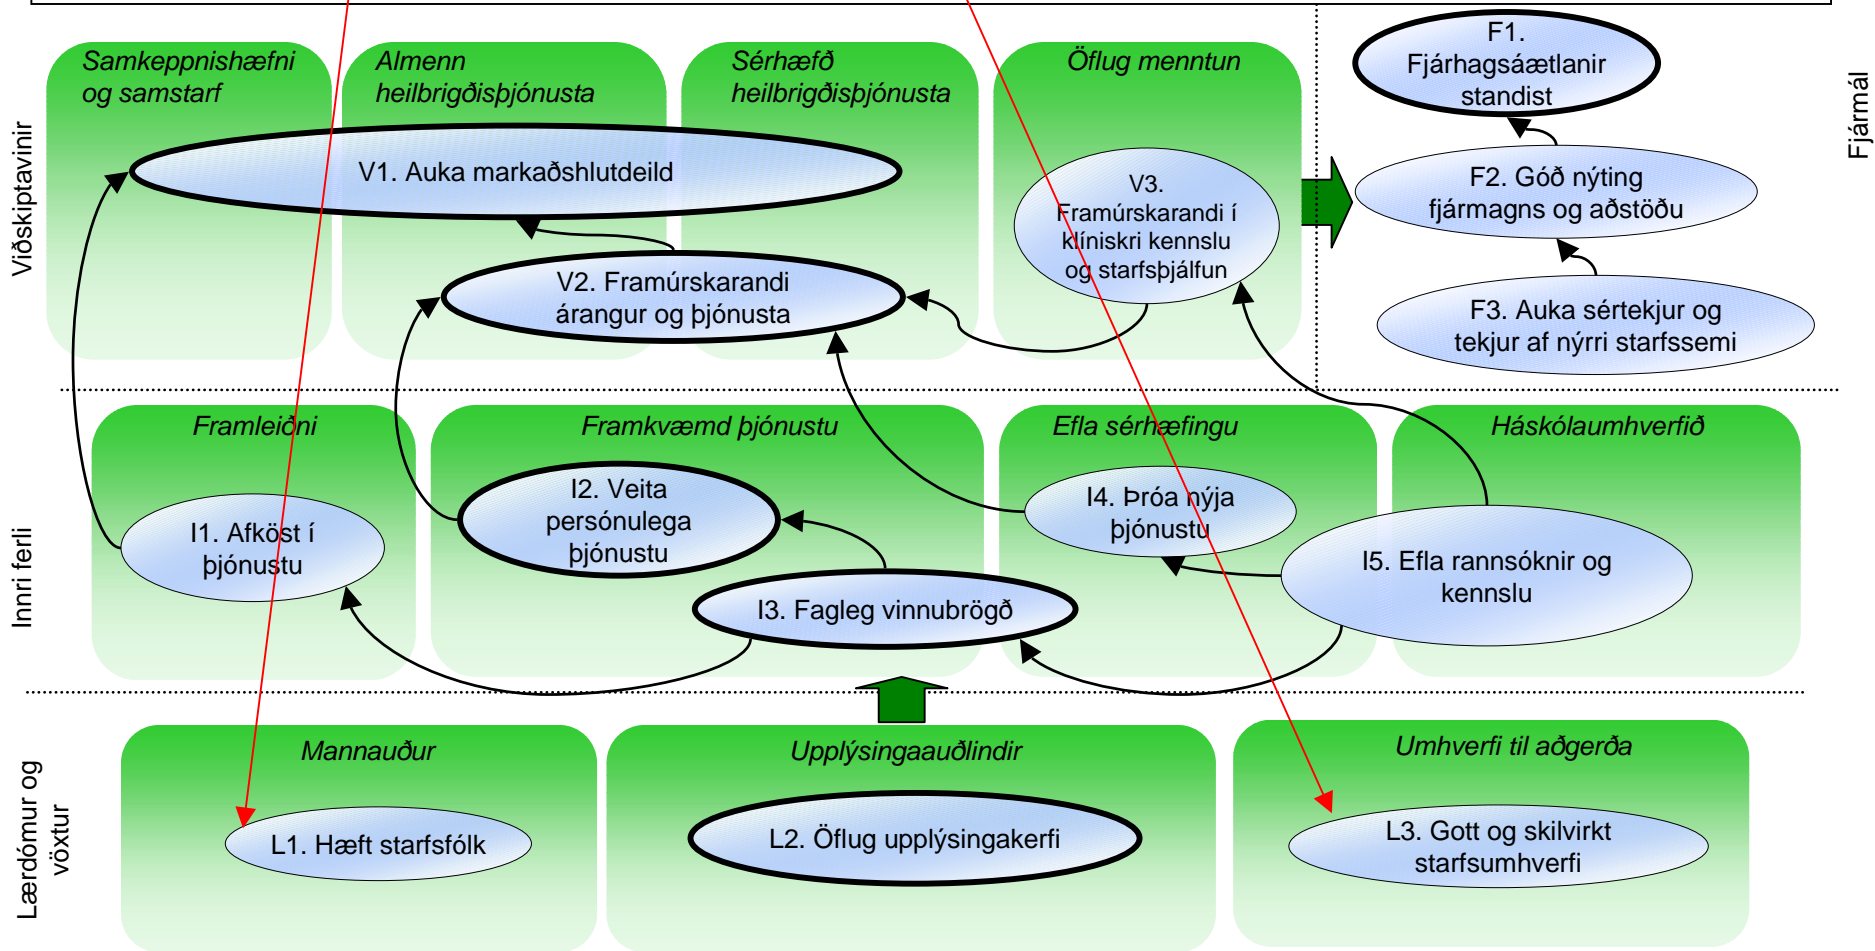 Viðskiptavinir
Samkeppnishæfni
og samstarf
Almenn
heilbrigðisþjónusta
Sérhæfð
heilbrigðisþjónusta
Öflug menntun
V1. Auka markaðshlutdeild
V2. Framúrskarandi
árangur og þjónusta
V3.
Framúrskarandi í
klíniskri kennslu
og starfsþjálfun
Fjármál
F1.
Fjárhagsáætlanir
standist
F2. Góð nýting
fjármagns og aðstöðu
F3. Auka sértekjur og
tekjur af nýrri starfssemi
Innri ferli
Framleiðni
Framkvæmd þjónustu
Efla sérhæfingu
Háskólaumhverfið
I1. Afköst í
þjónustu
I2. Veita
persónulega
þjónustu
I3. Fagleg vinnubrögð
I4. Þróa nýja
þjónustu
I5. Efla rannsóknir og
kennslu
Lærdómur og
vöxtur
Mannauður
Upplýsingaauðlindir
Umhverfi til aðgerða
L1. Hæft starfsfólk
L2. Öflug upplýsingakerfi
L3. Gott og skilvirkt
starfsumhverfi